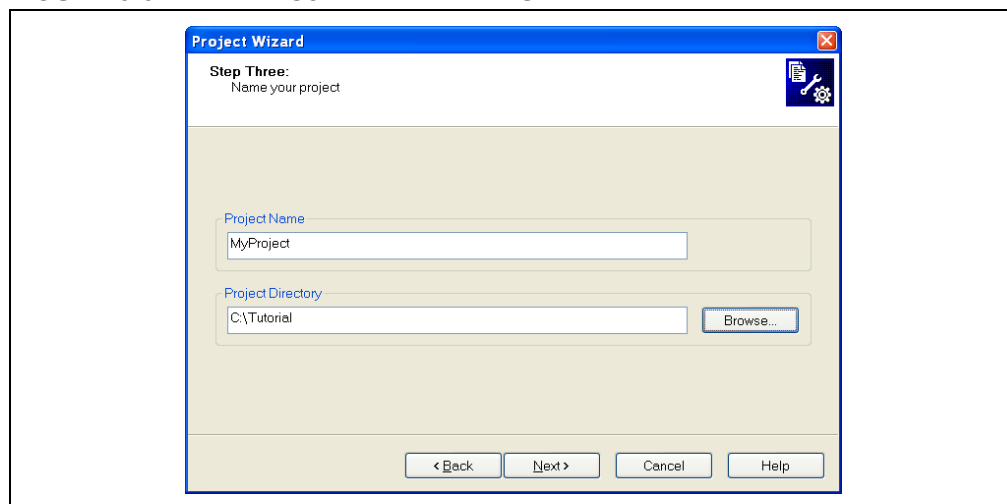 Project Wizard
Step Three:
Name your project
Project Name
MyProject
Project Directory
C:\Tutorial
Browse...
< Back
Next >
Cancel
Help